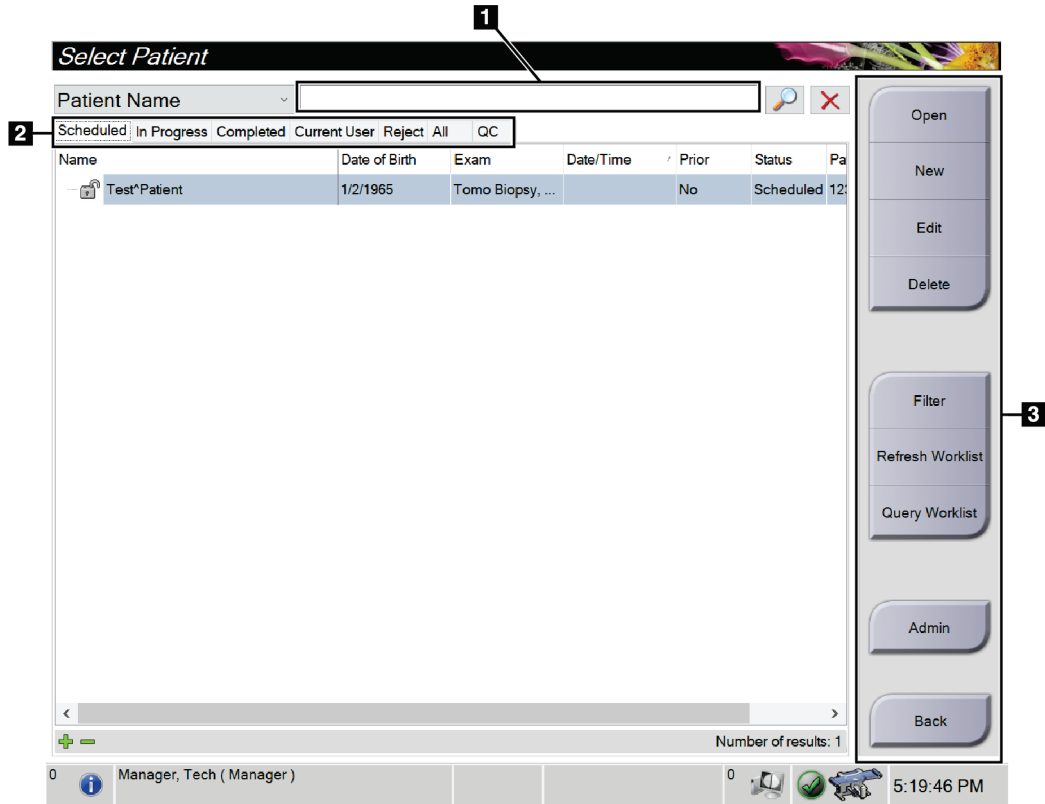 1
Select Patient
Patient Name
Open
2
Scheduled In Progress Completed Current User Reject All QC
Name Date of Birth Exam Date/Time Prior Status Pa
New
Test^Patient 1/2/1965 Tomo Biopsy, ... No Scheduled 123
Edit
Delete
Filter
3
Refresh Worklist
Query Worklist
Admin
Back
Number of results: 1
0 Manager, Tech ( Manager ) 0 5:19:46 PM